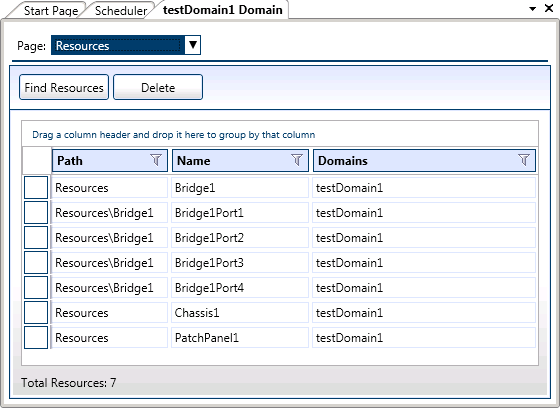 Start Page Scheduler testDomain1 Domain
Page: Resources
Find Resources Delete
Drag a column header and drop it here to group by that column
Path Name Domains
Resources Bridge1 testDomain1
Resources\Bridge1 Bridge1Port1 testDomain1
Resources\Bridge1 Bridge1Port2 testDomain1
Resources\Bridge1 Bridge1Port3 testDomain1
Resources\Bridge1 Bridge1Port4 testDomain1
Resources Chassis1 testDomain1
Resources PatchPanel1 testDomain1
Total Resources: 7